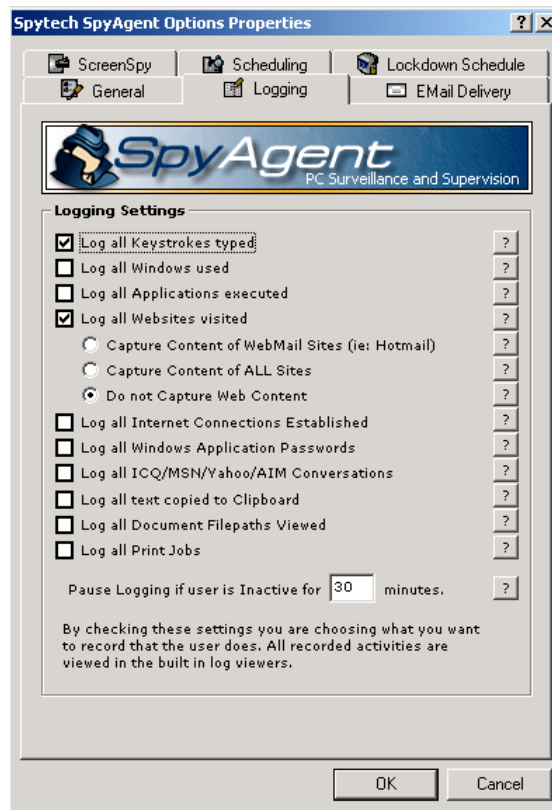 Spytech SpyAgent Options Properties
ScreenSpy
Scheduling
Lockdown Schedule
General
Logging
EMail Delivery
SpyAgent
PC Surveillance and Supervision
Logging Settings
Log all Keystrokes typed ?
Log all Windows used ?
Log all Applications executed ?
Log all Websites visited ?
Capture Content of WebMail Sites (ie: Hotmail) ?
Capture Content of ALL Sites ?
Do not Capture Web Content ?
Log all Internet Connections Established ?
Log all Windows Application Passwords ?
Log all ICQ/MSN/Yahoo/AIM Conversations ?
Log all text copied to Clipboard ?
Log all Document Filepaths Viewed ?
Log all Print Jobs ?
Pause Logging if user is Inactive for 30 minutes. ?
By checking these settings you are choosing what you want
to record that the user does. All recorded activities are
viewed in the built in log viewers.
OK
Cancel